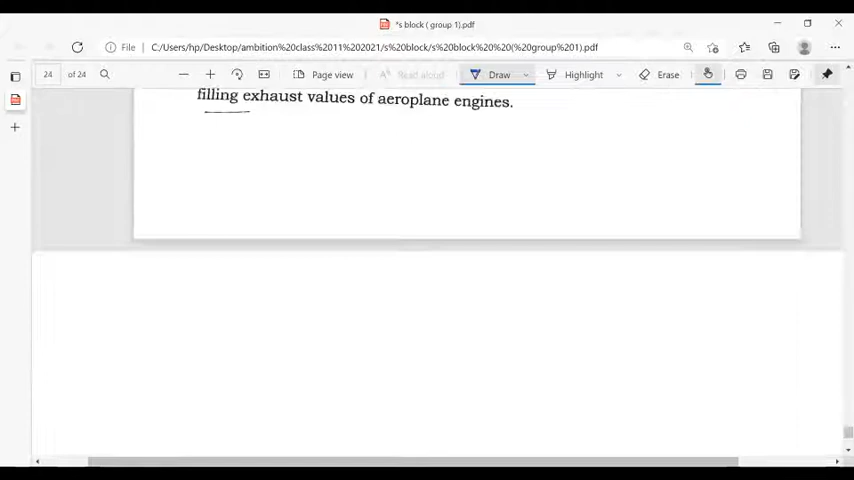 *s block ( group 1).pdf
File
C:/Users/hp/Desktop/ambition%20class%2011%202021/s%20block/s%20block%20%20(%20group%201).pdf
24 of 24
Page view
Read aloud
Draw
Highlight
Erase
filling exhaust values of aeroplane engines.